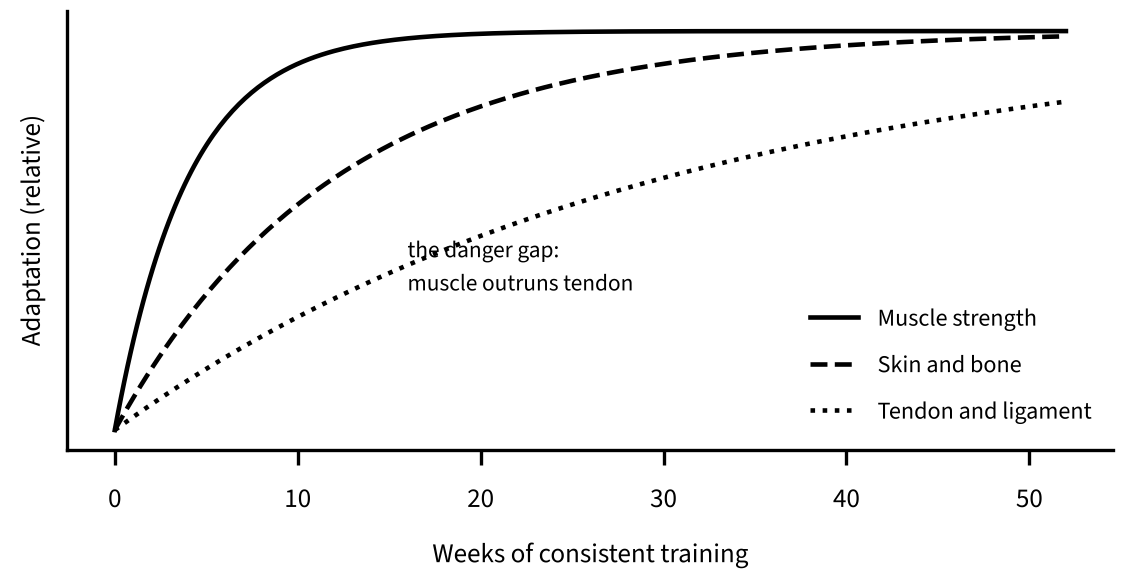 Adaptation (relative)
the danger gap:
muscle outruns tendon
Muscle strength
Skin and bone
Tendon and ligament
0 10 20 30 40 50
Weeks of consistent training